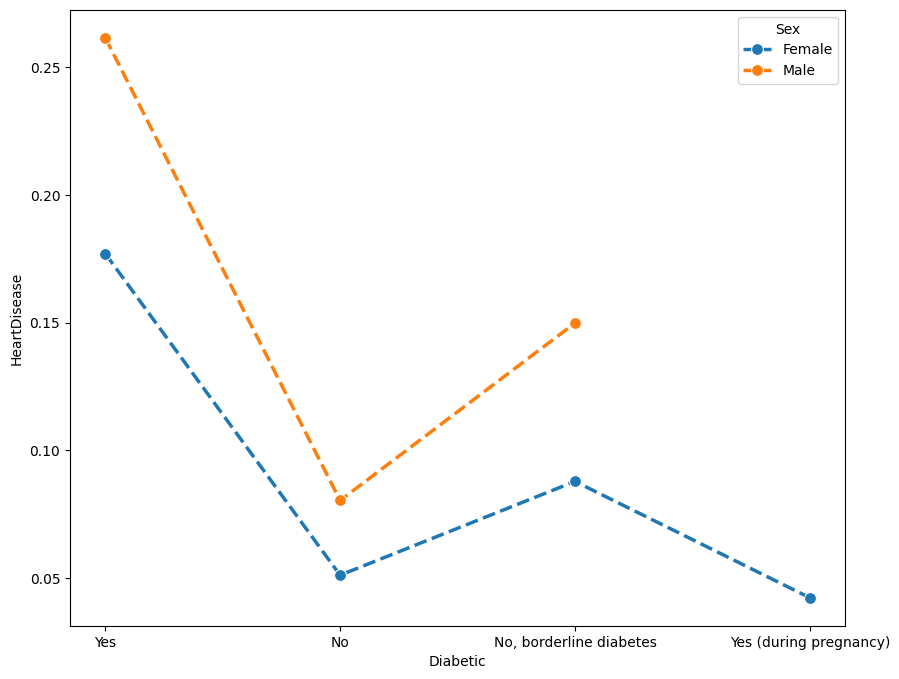 Sex
Female
Male
0.25
0.20
0.15
0.10
0.05
HeartDisease
Yes
No
No, borderline diabetes
Yes (during pregnancy)
Diabetic